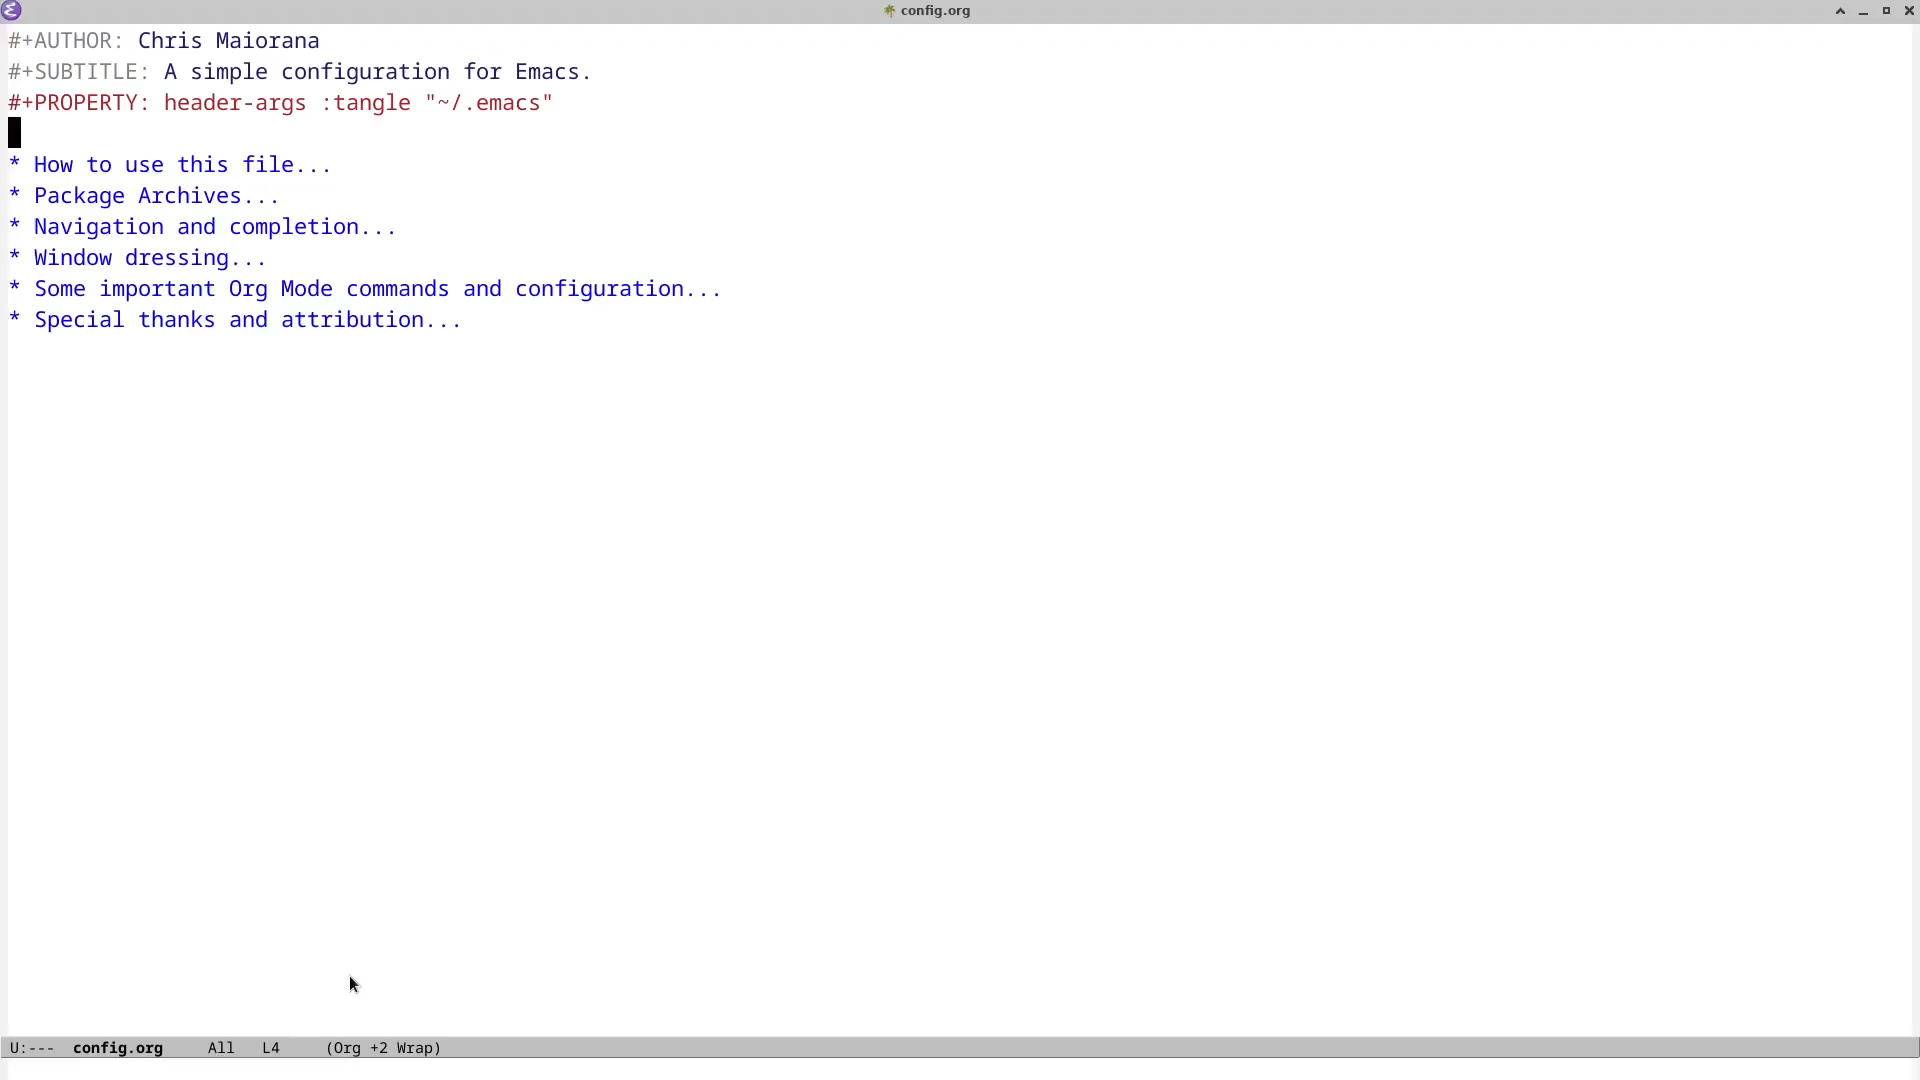 config.org
#+AUTHOR: Chris Maiorana
#+SUBTITLE: A simple configuration for Emacs.
#+PROPERTY: header-args :tangle "~/.emacs"
* How to use this file...
* Package Archives...
* Navigation and completion...
* Window dressing...
* Some important Org Mode commands and configuration...
* Special thanks and attribution...
U:--- config.org All L4 (Org +2 Wrap)